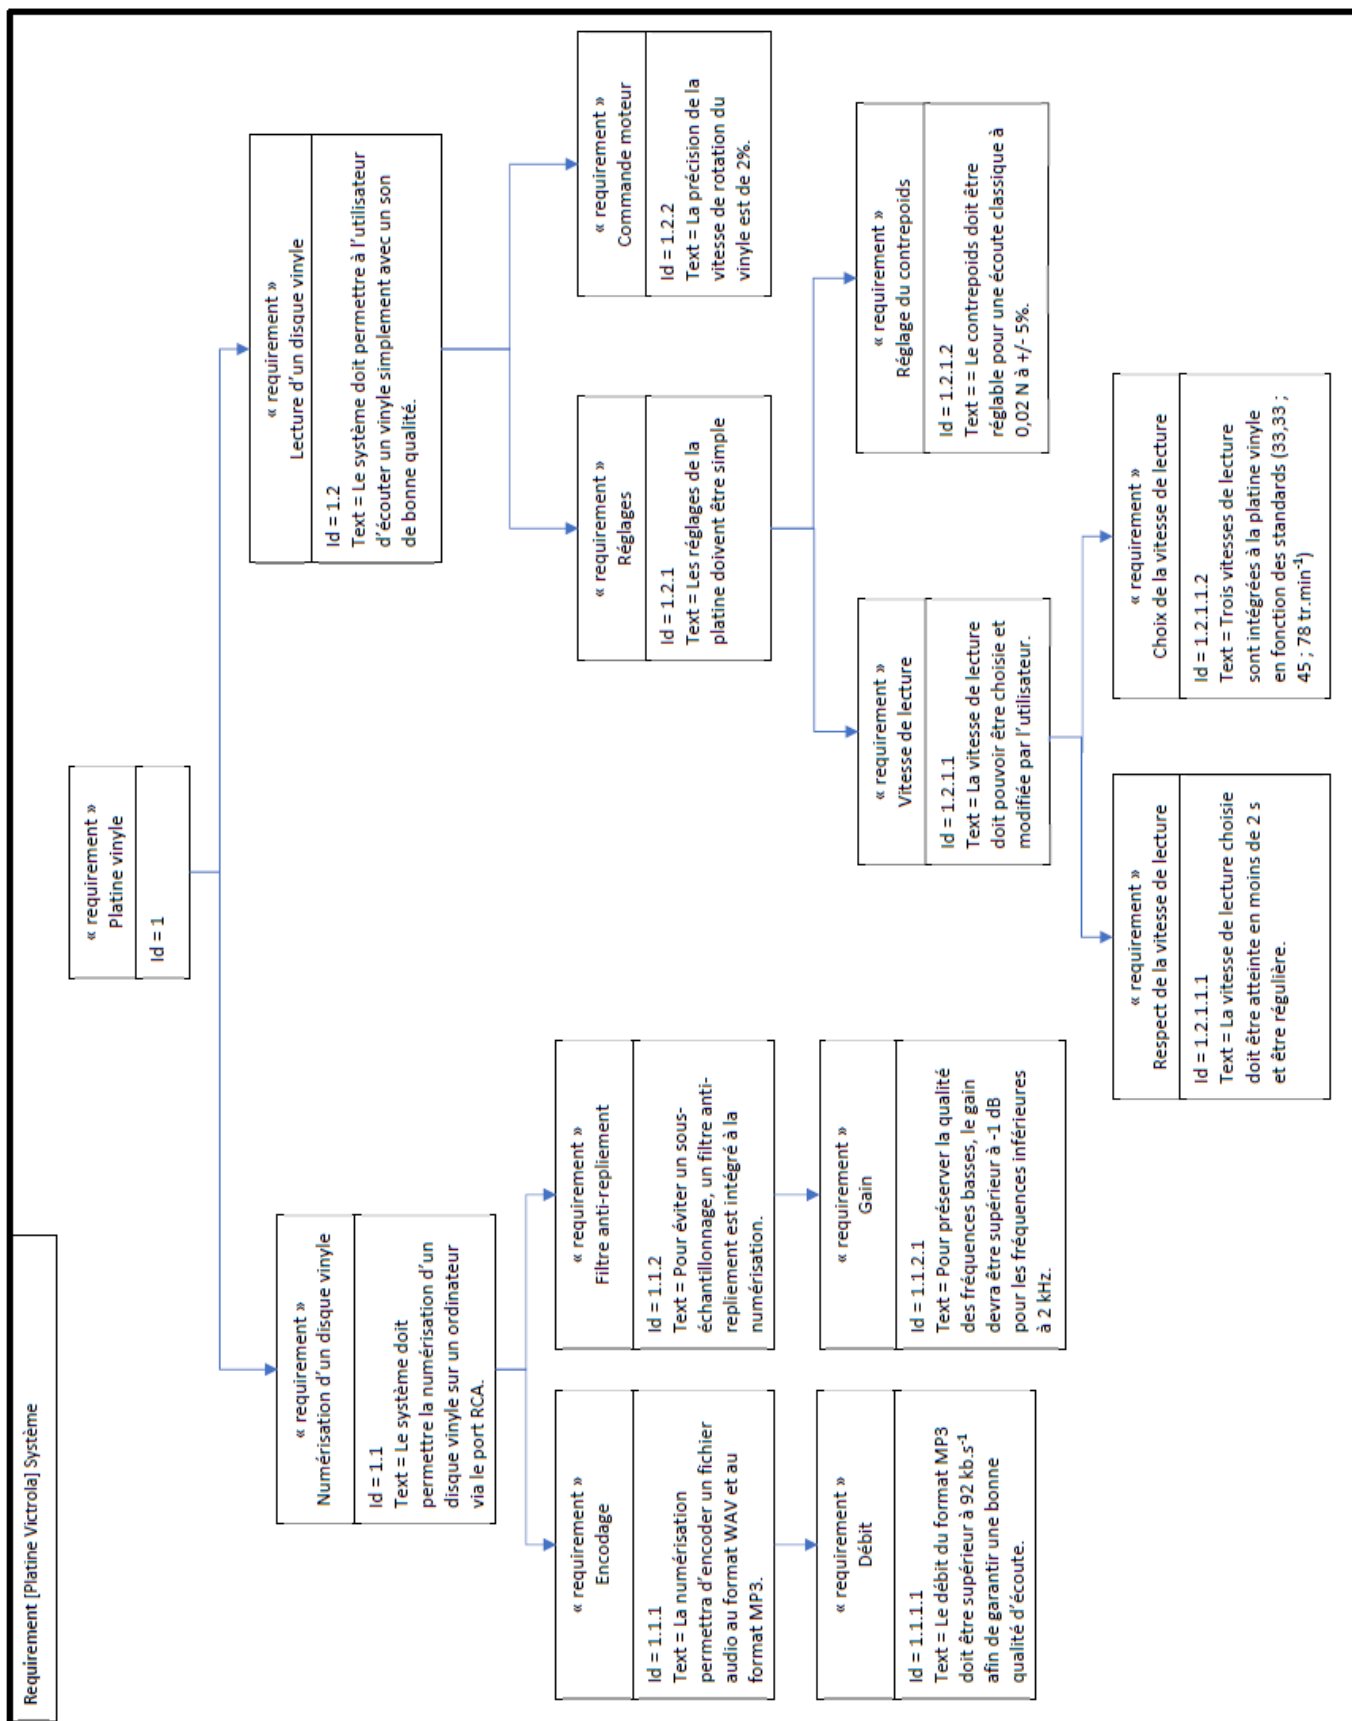 Requirement [Platine Victrola] Système
« requirement »
Platine vinyle
Id = 1
« requirement »
Numérisation d'un disque vinyle
Id = 1.1
Text = Le système doit
permettre la numérisation d'un
disque vinyle sur un ordinateur
via le port RCA.
« requirement »
Lecture d'un disque vinyle
Id = 1.2
Text = Le système doit permettre à l'utilisateur
d'écouter un vinyle simplement avec un son
de bonne qualité.
« requirement »
Encodage
Id = 1.1.1
Text = La numérisation
permettra d'encoder un fichier
audio au format WAV et au
format MP3.
« requirement »
Filtre anti-repliement
Id = 1.1.2
Text = Pour éviter un sous-
échantillonnage, un filtre anti-
repliement est intégré à la
numérisation.
« requirement »
Réglages
Id = 1.2.1
Text = Les réglages de la
platine doivent être simple
« requirement »
Commande moteur
Id = 1.2.2
Text = La précision de la
vitesse de rotation du
vinyle est de 2%.
« requirement »
Débit
Id = 1.1.1.1
Text = Le débit du format MP3
doit être supérieur à 92 kb.s⁻¹
afin de garantir une bonne
qualité d'écoute.
« requirement »
Gain
Id = 1.1.2.1
Text = Pour préserver la qualité
des fréquences basses, le gain
devra être supérieur à -1 dB
pour les fréquences inférieures
à 2 kHz.
« requirement »
Vitesse de lecture
Id = 1.2.1.1
Text = La vitesse de lecture
doit pouvoir être choisie et
modifiée par l'utilisateur.
« requirement »
Réglage du contrepoids
Id = 1.2.1.2
Text = = Le contrepoids doit être
réglable pour une écoute classique à
0,02 N à +/- 5%.
« requirement »
Respect de la vitesse de lecture
Id = 1.2.1.1.1
Text = La vitesse de lecture choisie
doit être atteinte en moins de 2 s
et être régulière.
« requirement »
Choix de la vitesse de lecture
Id = 1.2.1.1.2
Text = Trois vitesses de lecture
sont intégrées à la platine vinyle
en fonction des standards (33,33 ;
45 ; 78 tr.min⁻¹)